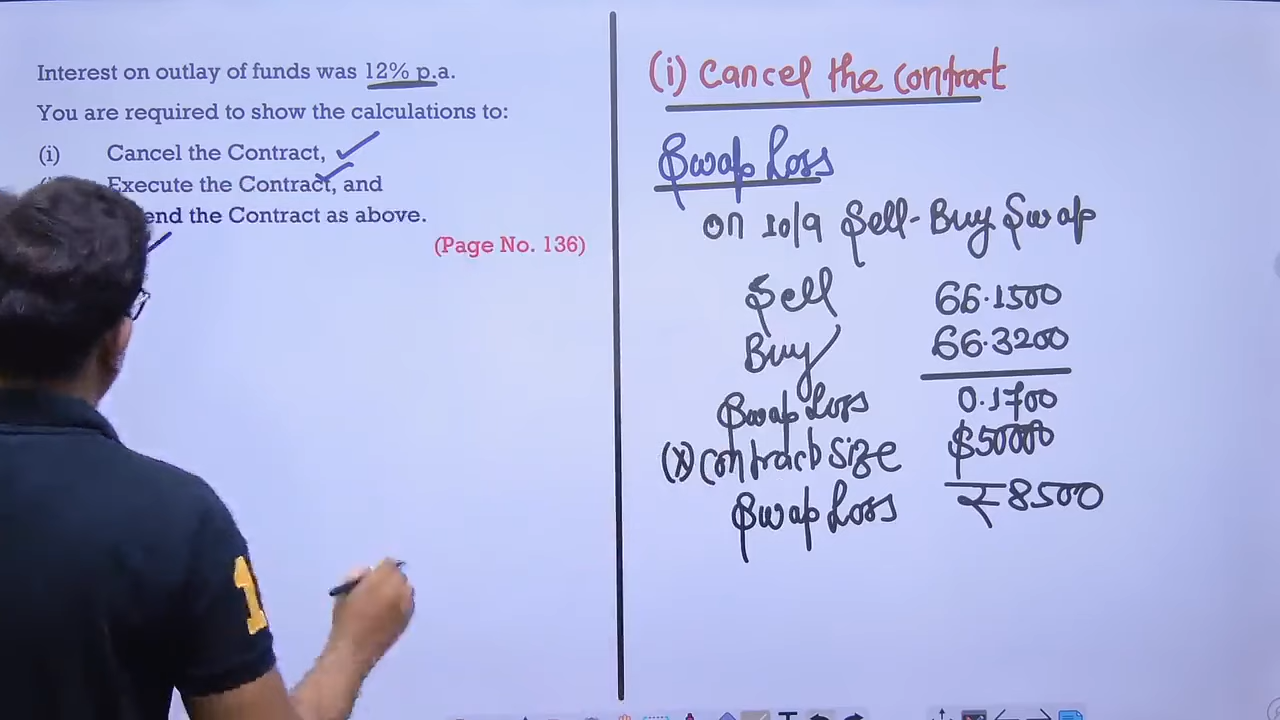 Interest on outlay of funds was 12% p.a.
You are required to show the calculations to:
(i) Cancel the Contract,
Execute the Contract, and
end the Contract as above.
(Page No. 136)
1
(i) Cancel the Contract
Swap Loss
on 10/9 Sell-Buy Swap
Sell 66.1500
Buy 66.3200
Swap Loss 0.1700
(x) contract size $50000
Swap Loss ₹8500